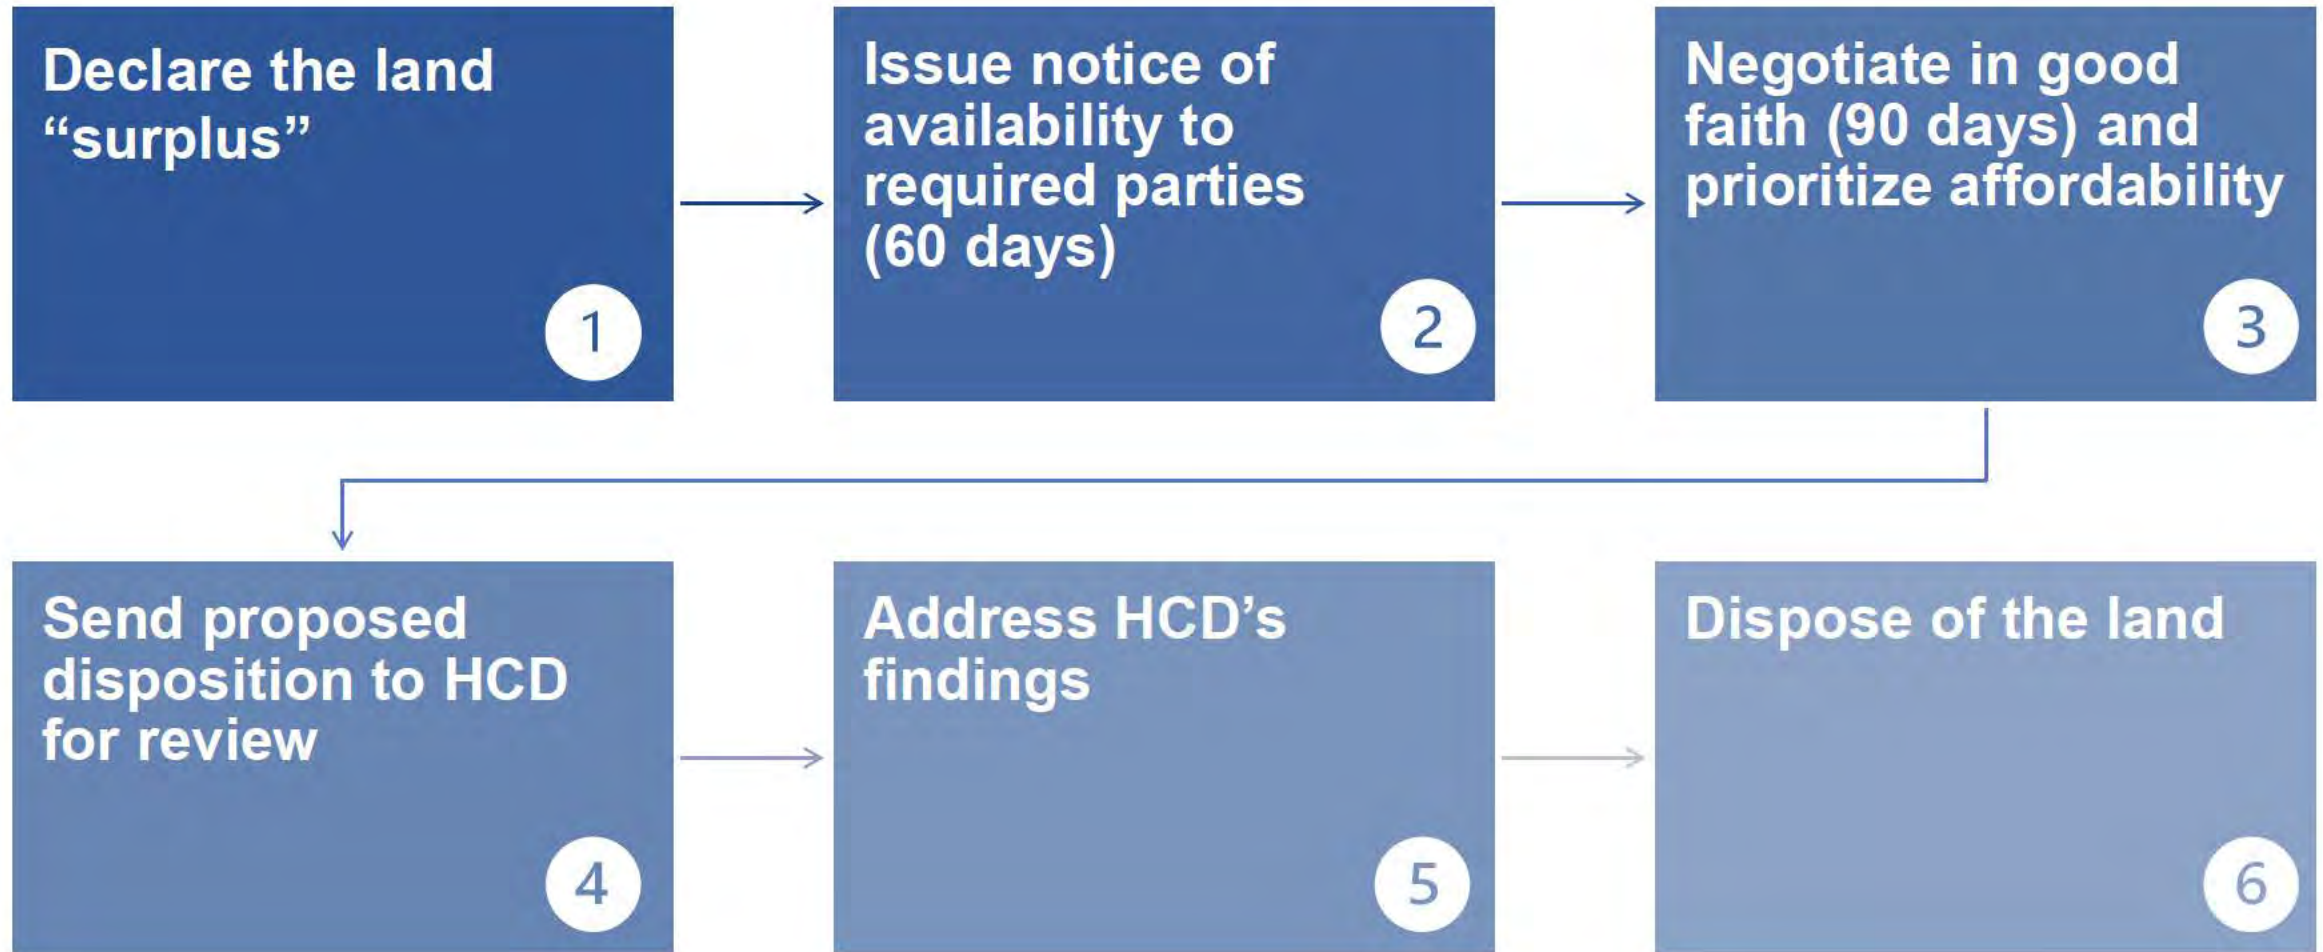 Declare the land
“surplus”
1
Issue notice of
availability to
required parties
(60 days)
2
Negotiate in good
faith (90 days) and
prioritize affordability
3
Send proposed
disposition to HCD
for review
4
Address HCD’s
findings
5
Dispose of the land
6